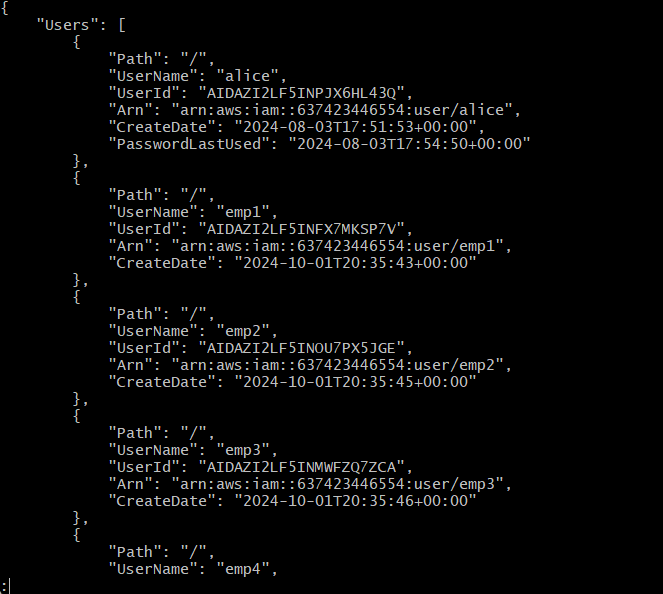 {
    "Users": [
        {
            "Path": "/",
            "UserName": "alice",
            "UserId": "AIDAZI2LF5INPJX6HL43Q",
            "Arn": "arn:aws:iam::637423446554:user/alice",
            "CreateDate": "2024-08-03T17:51:53+00:00",
            "PasswordLastUsed": "2024-08-03T17:54:50+00:00"
        },
        {
            "Path": "/",
            "UserName": "emp1",
            "UserId": "AIDAZI2LF5INFX7MKSP7V",
            "Arn": "arn:aws:iam::637423446554:user/emp1",
            "CreateDate": "2024-10-01T20:35:43+00:00"
        },
        {
            "Path": "/",
            "UserName": "emp2",
            "UserId": "AIDAZI2LF5INOU7PX5JGE",
            "Arn": "arn:aws:iam::637423446554:user/emp2",
            "CreateDate": "2024-10-01T20:35:45+00:00"
        },
        {
            "Path": "/",
            "UserName": "emp3",
            "UserId": "AIDAZI2LF5INMWFZQ7ZCA",
            "Arn": "arn:aws:iam::637423446554:user/emp3",
            "CreateDate": "2024-10-01T20:35:46+00:00"
        },
        {
            "Path": "/",
            "UserName": "emp4",
: